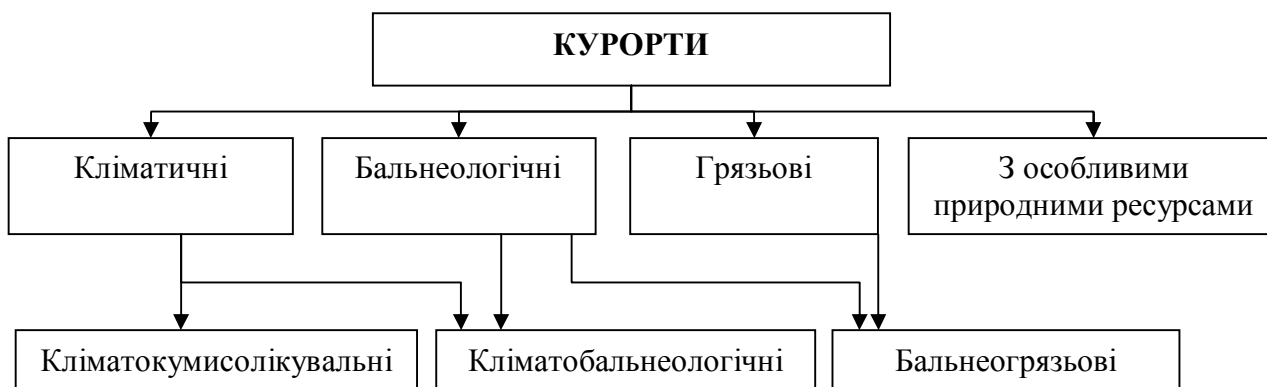 КУРОРТИ
Кліматичні
Бальнеологічні
Грязьові
З особливими
природними ресурсами
Кліматокумисолікувальні
Кліматобальнеологічні
Бальнеогрязьові